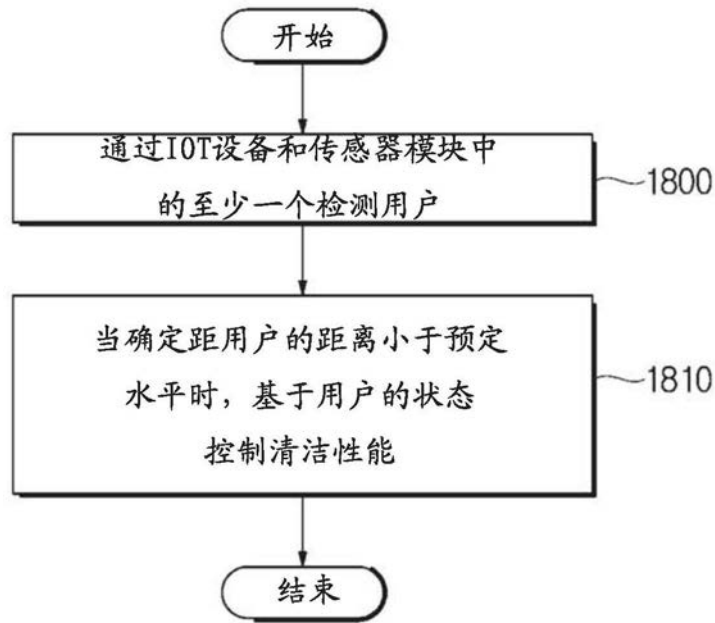 开始
通过IOT设备和传感器模块中
的至少一个检测用户
1800
当确定距用户的距离小于预定
水平时，基于用户的状态
控制清洁性能
1810
结束